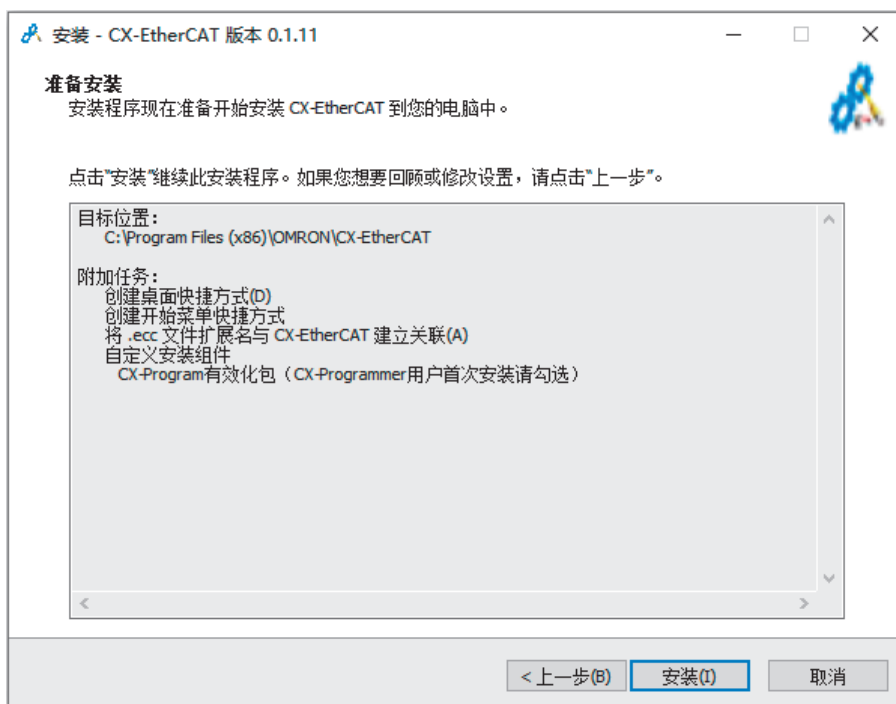 安装 - CX-EtherCAT 版本 0.1.11
准备安装
安装程序现在准备开始安装 CX-EtherCAT 到您的电脑中。
点击"安装"继续此安装程序。如果您想要回顾或修改设置，请点击"上一步"。
目标位置：
C:\Program Files (x86)\OMRON\CX-EtherCAT
附加任务：
创建桌面快捷方式(D)
创建开始菜单快捷方式
将 .ecc 文件扩展名与 CX-EtherCAT 建立关联(A)
自定义安装组件
CX-Program有效化包（CX-Programmer用户首次安装请勾选）
< 上一步(B) 安装(I) 取消